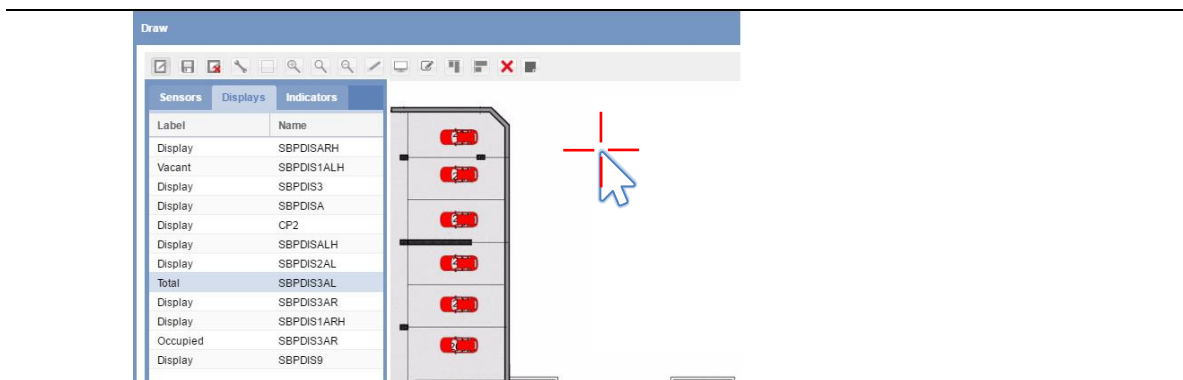 Draw
Sensors Displays Indicators
Label Name
Display SBPDISARH
Vacant SBPDIS1ALH
Display SBPDIS3
Display SBPDISA
Display CP2
Display SBPDISALH
Display SBPDIS2AL
Total SBPDIS3AL
Display SBPDIS3AR
Display SBPDIS1ARH
Occupied SBPDIS3AR
Display SBPDIS9